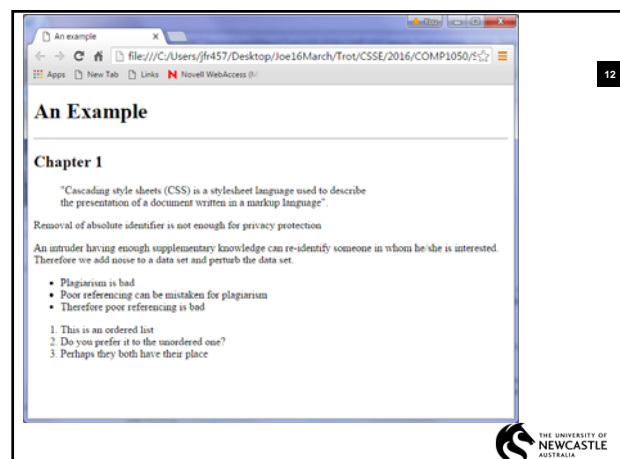 An example
You
file:///C:/Users/jfr457/Desktop/Joe16March/Trot/CSSE/2016/COMP1050/
Apps New Tab Links Novell WebAccess
12
An Example
Chapter 1
"Cascading style sheets (CSS) is a stylesheet language used to describe
the presentation of a document written in a markup language".
Removal of absolute identifier is not enough for privacy protection
An intruder having enough supplementary knowledge can re-identify someone in whom he/she is interested.
Therefore we add noise to a data set and perturb the data set.
• Plagiarism is bad
• Poor referencing can be mistaken for plagiarism
• Therefore poor referencing is bad
1. This is an ordered list
2. Do you prefer it to the unordered one?
3. Perhaps they both have their place
THE UNIVERSITY OF
NEWCASTLE
AUSTRALIA